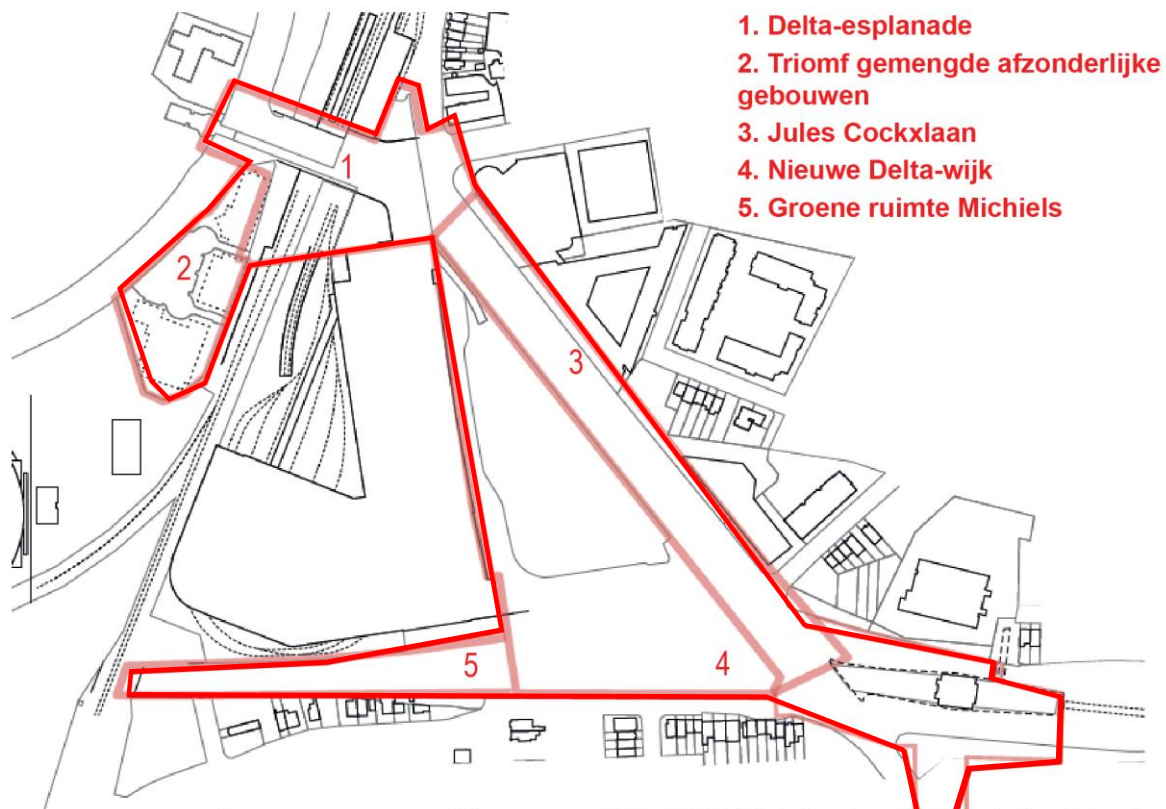 1. Delta-esplanade
2. Triomf gemengde afzonderlijke
gebouwen
3. Jules Cockxlaan
4. Nieuwe Delta-wijk
5. Groene ruimte Michiels
1
2
3
5
4